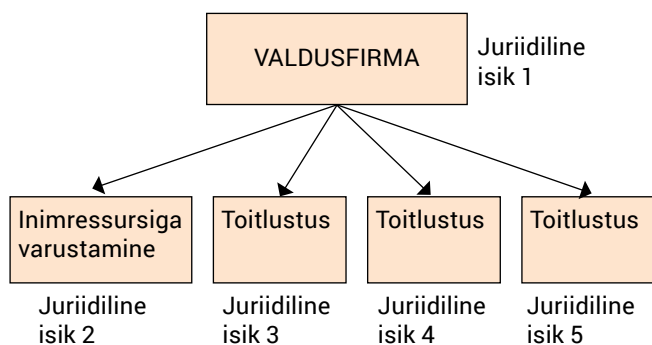 VALDUSFIRMA
Juriidiline
isik 1
Inimressursiga
varustamine
Toitlustus
Toitlustus
Toitlustus
Juriidiline
isik 2
Juriidiline
isik 3
Juriidiline
isik 4
Juriidiline
isik 5